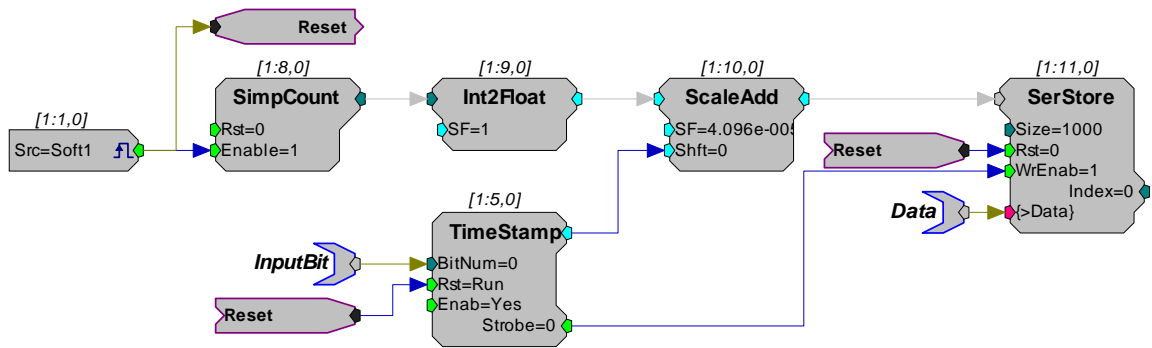 Reset
[1:8,0]
SimpCount
Rst=0
Enable=1
[1:9,0]
Int2Float
SF=1
[1:10,0]
ScaleAdd
SF=4.096e-005
Shft=0
[1:11,0]
SerStore
Size=1000
Rst=0
WrEnab=1
Index=0
{>Data}
[1:1,0]
Src=Soft1
Reset
Data
[1:5,0]
TimeStamp
BitNum=0
Rst=Run
Enab=Yes
Strobe=0
InputBit
Reset